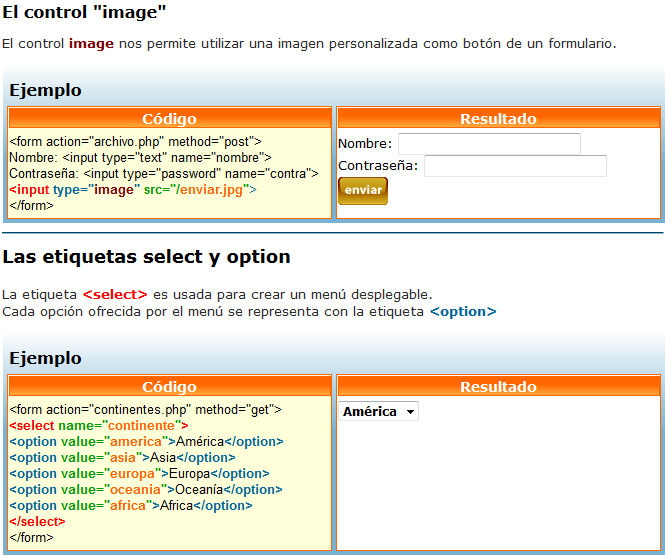 El control "image"
El control image nos permite utilizar una imagen personalizada como botón de un formulario.
Ejemplo
Código
<form action="archivo.php" method="post">
Nombre: <input type="text" name="nombre">
Contraseña: <input type="password" name="contra">
<input type="image" src="/enviar.jpg">
</form>
Resultado
Nombre:
Contraseña:
enviar
Las etiquetas select y option
La etiqueta <select> es usada para crear un menú desplegable.
Cada opción ofrecida por el menú se representa con la etiqueta <option>
Ejemplo
Código
<form action="continentes.php" method="get">
<select name="continente">
<option value="america">América</option>
<option value="asia">Asia</option>
<option value="europa">Europa</option>
<option value="oceania">Oceanía</option>
<option value="africa">Africa</option>
</select>
</form>
Resultado
América